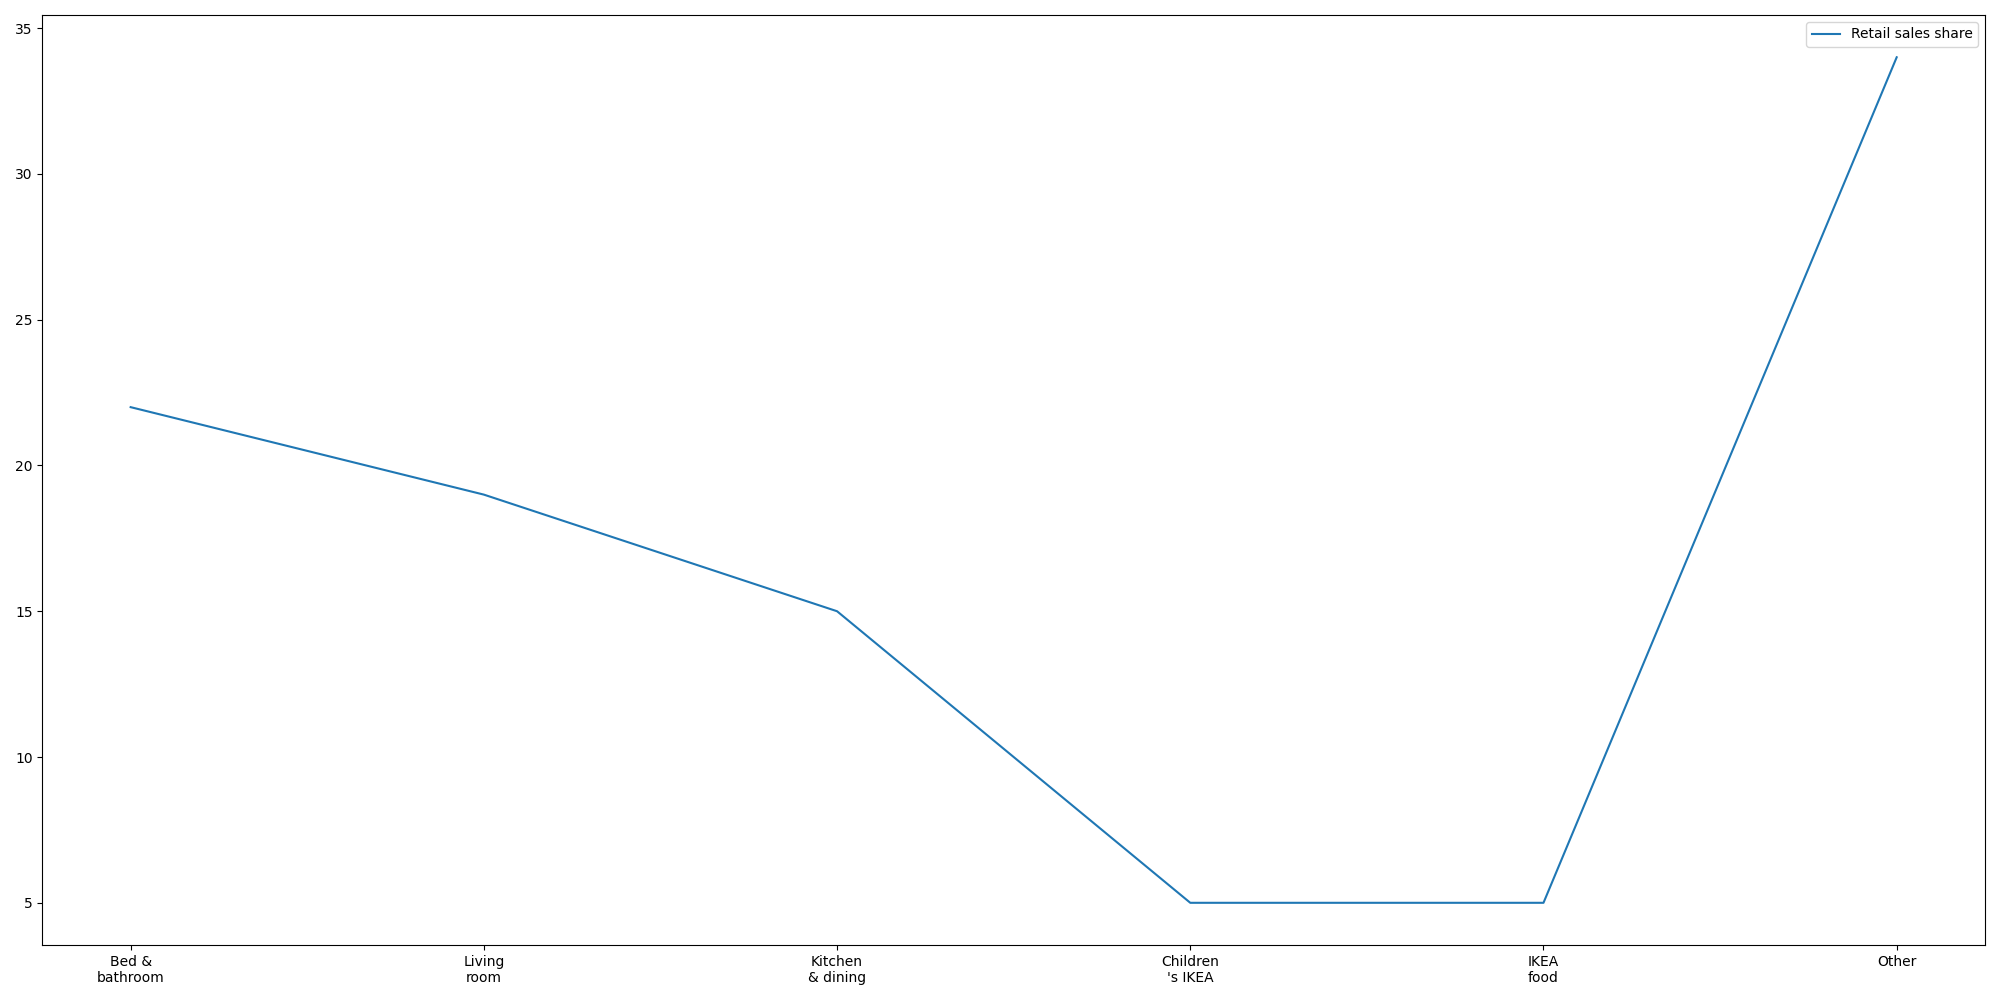 35
Retail sales share
30
25
20
15
10
5
Bed &
bathroom
Living
room
Kitchen
& dining
Children
's IKEA
IKEA
food
Other